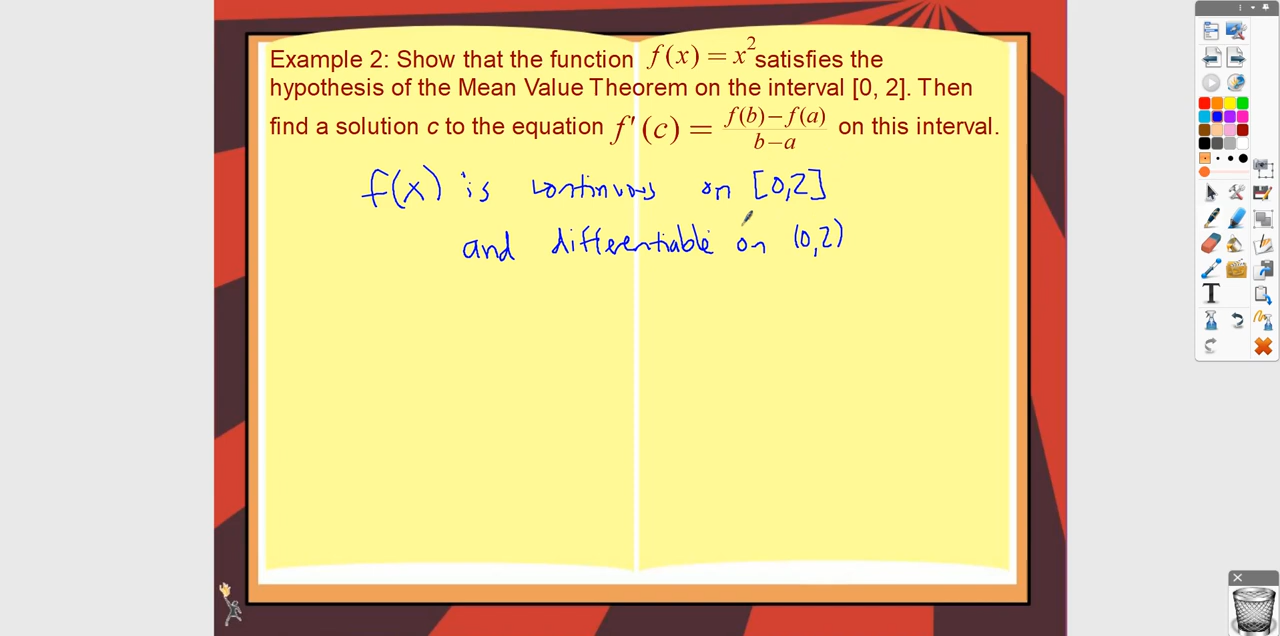 Example 2: Show that the function f(x) = x² satisfies the
hypothesis of the Mean Value Theorem on the interval [0, 2]. Then
find a solution c to the equation f'(c) = f(b)−f(a) / b−a on this interval.
f(x) is continuous on [0,2]
and differentiable on (0,2)
T